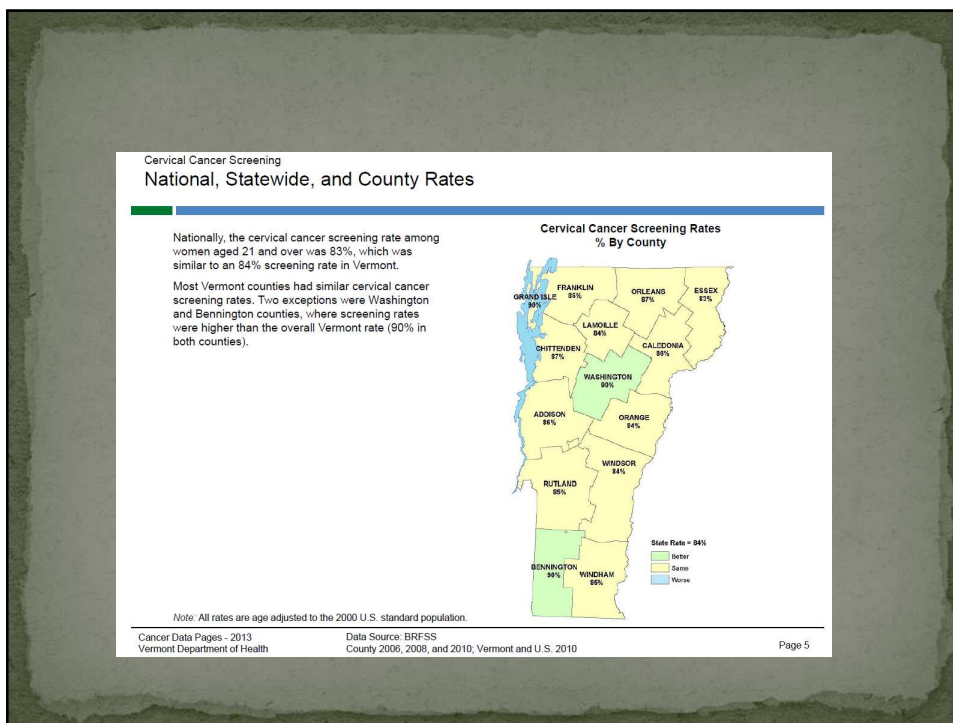 Cervical Cancer Screening
National, Statewide, and County Rates
Nationally, the cervical cancer screening rate among
women aged 21 and over was 83%, which was
similar to an 84% screening rate in Vermont.
Most Vermont counties had similar cervical cancer
screening rates. Two exceptions were Washington
and Bennington counties, where screening rates
were higher than the overall Vermont rate (90% in
both counties).
Cervical Cancer Screening Rates
% By County
GRAND ISLE
90%
FRANKLIN
85%
ORLEANS
87%
ESSEX
83%
LAMOILLE
84%
CHITTENDEN
87%
CALEDONIA
86%
WASHINGTON
90%
ADDISON
86%
ORANGE
84%
WINDSOR
84%
RUTLAND
85%
BENNINGTON
90%
WINDHAM
86%
State Rate = 84%
Better
Same
Worse
Note: All rates are age adjusted to the 2000 U.S. standard population.
Cancer Data Pages - 2013
Vermont Department of Health
Data Source: BRFSS
County 2006, 2008, and 2010; Vermont and U.S. 2010
Page 5